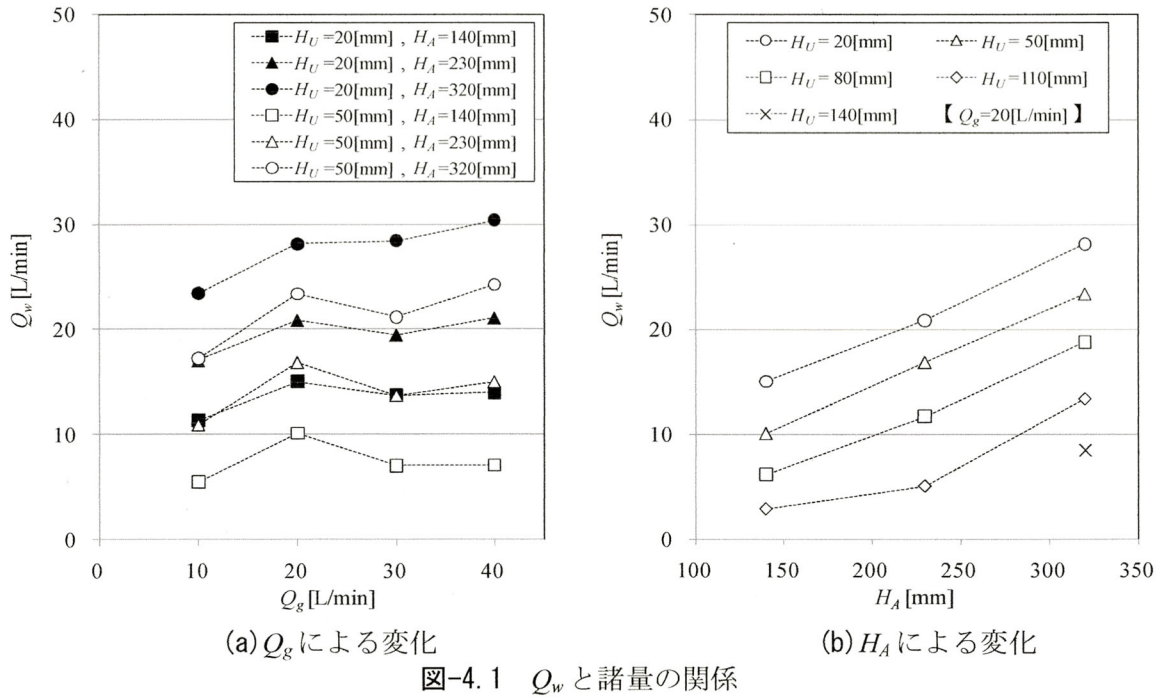 50
40
30
20
10
0
Q_w [L/min]
H_U =20[mm] , H_A=140[mm]
H_U =20[mm] , H_A=230[mm]
H_U =20[mm] , H_A=320[mm]
H_U =50[mm] , H_A=140[mm]
H_U =50[mm] , H_A=230[mm]
H_U =50[mm] , H_A=320[mm]
0 10 20 30 40
Q_g [L/min]
(a) Q_g による変化
50
40
30
20
10
0
Q_w [L/min]
H_U = 20[mm] H_U = 50[mm]
H_U = 80[mm] H_U =110[mm]
H_U =140[mm] 【 Q_g=20[L/min] 】
100 150 200 250 300 350
H_A [mm]
(b) H_A による変化
図-4.1 Q_w と諸量の関係